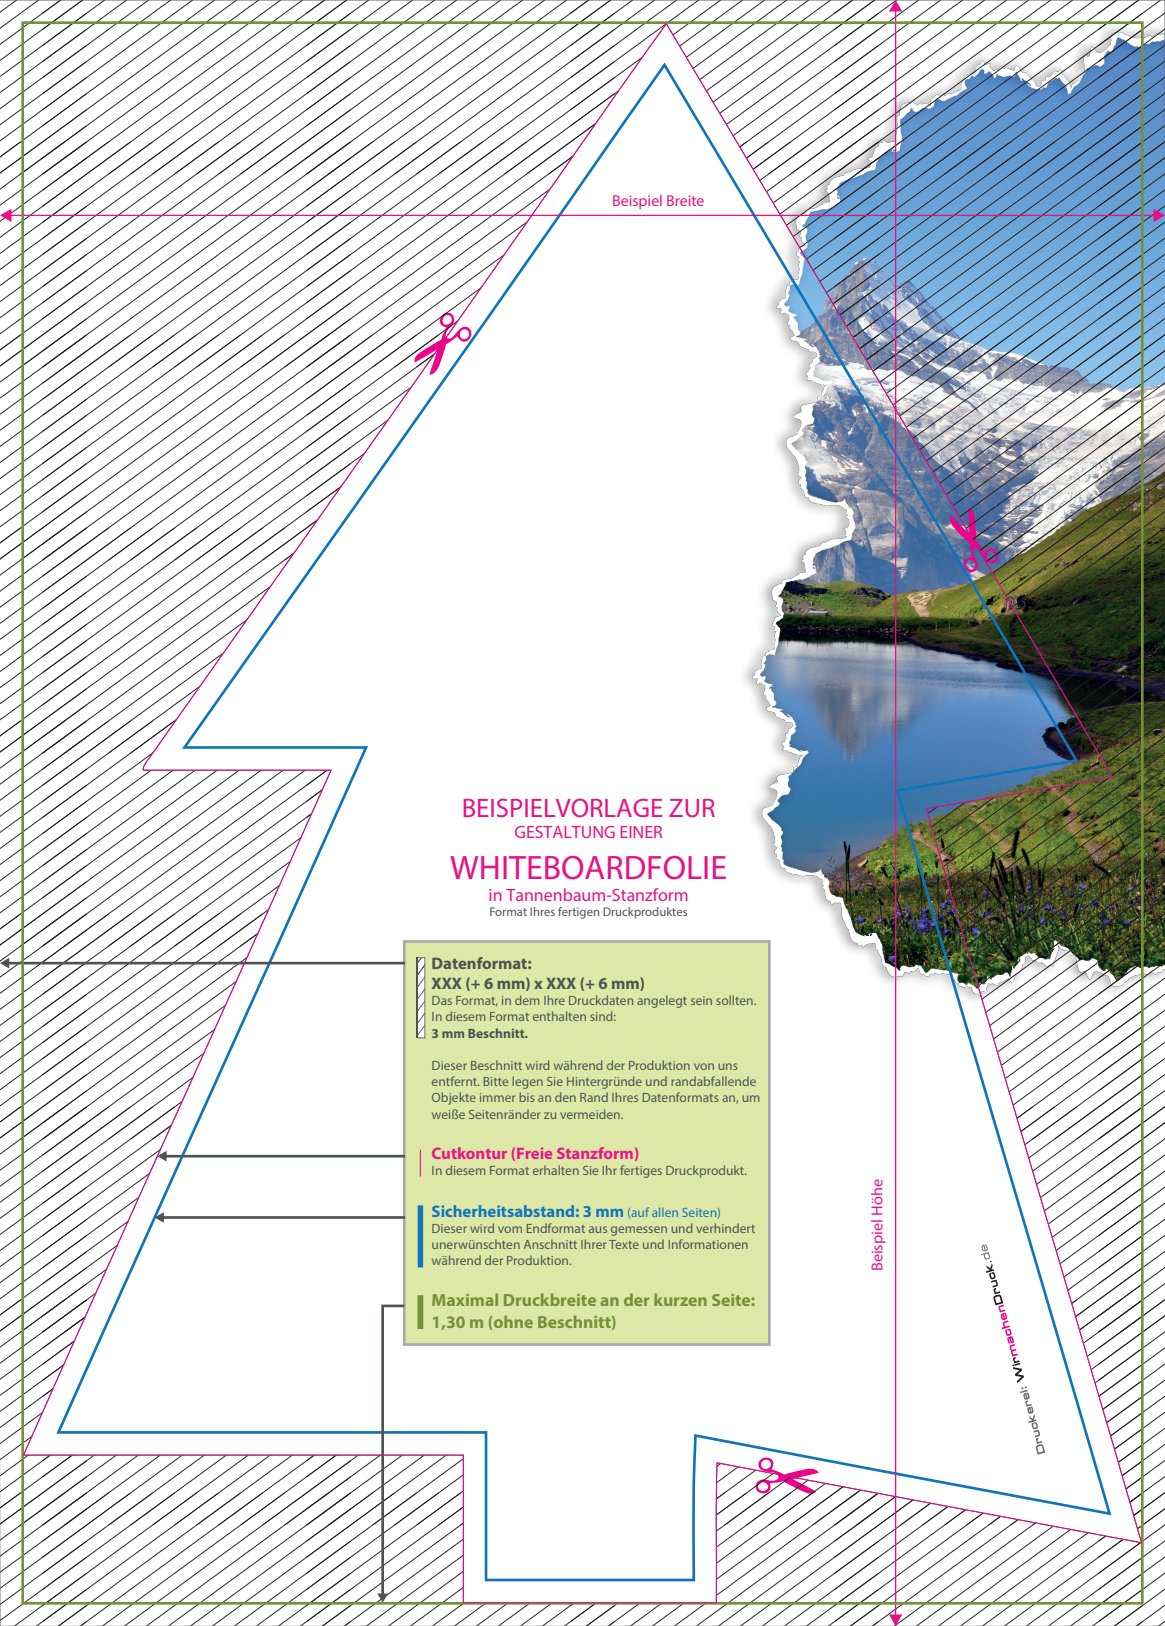 Beispiel Breite
BEISPIELVORLAGE ZUR
GESTALTUNG EINER
WHITEBOARDFOLIE
in Tannenbaum-Stanzform
Format Ihres fertigen Druckproduktes
Datenformat:
XXX (+ 6 mm) x XXX (+ 6 mm)
Das Format, in dem Ihre Druckdaten angelegt sein sollten.
In diesem Format enthalten sind:
3 mm Beschnitt.
Dieser Beschnitt wird während der Produktion von uns
entfernt. Bitte legen Sie Hintergründe und randabfallende
Objekte immer bis an den Rand Ihres Datenformats an, um
weiße Seitenränder zu vermeiden.
Cutkontur (Freie Stanzform)
In diesem Format erhalten Sie Ihr fertiges Druckprodukt.
Sicherheitsabstand: 3 mm (auf allen Seiten)
Dieser wird vom Endformat aus gemessen und verhindert
unerwünschten Anschnitt Ihrer Texte und Informationen
während der Produktion.
Maximal Druckbreite an der kurzen Seite:
1,30 m (ohne Beschnitt)
Beispiel Höhe
Druckerei: WirmachenDruck.de